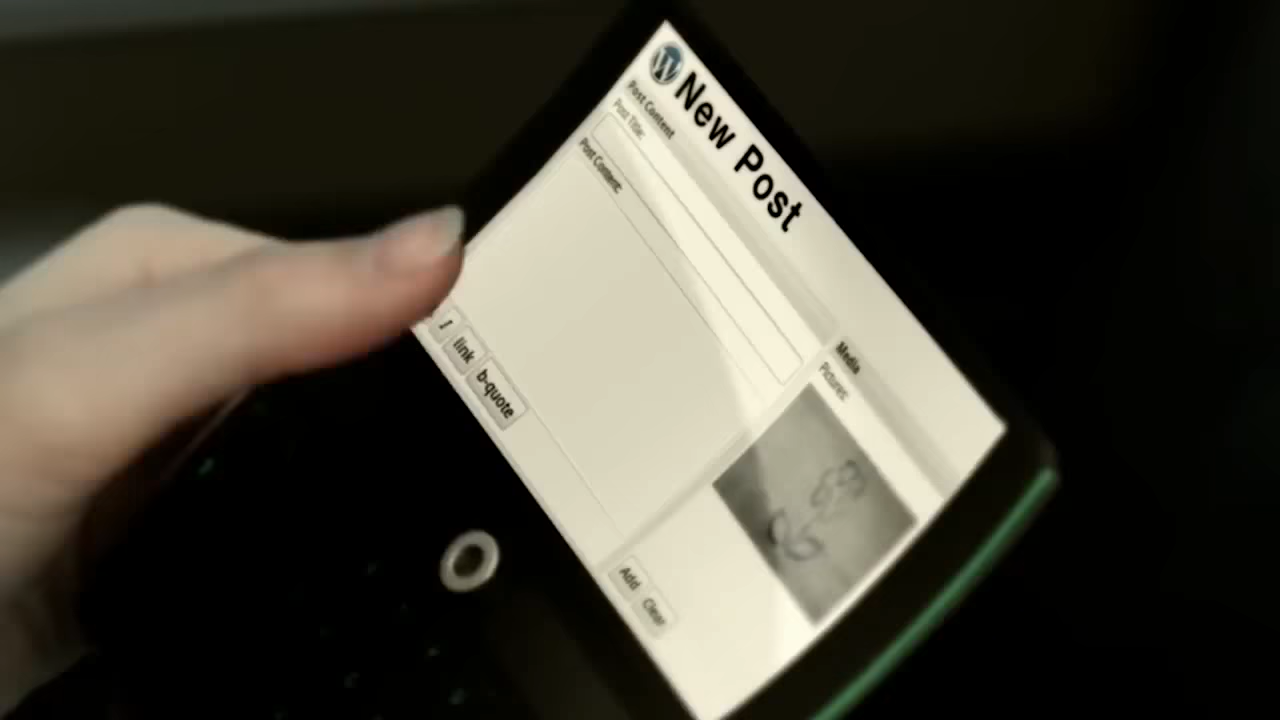 New Post
Post Content
Post Title:
Post Content:
I
link
b-quote
Media
Pictures:
Add
Clear